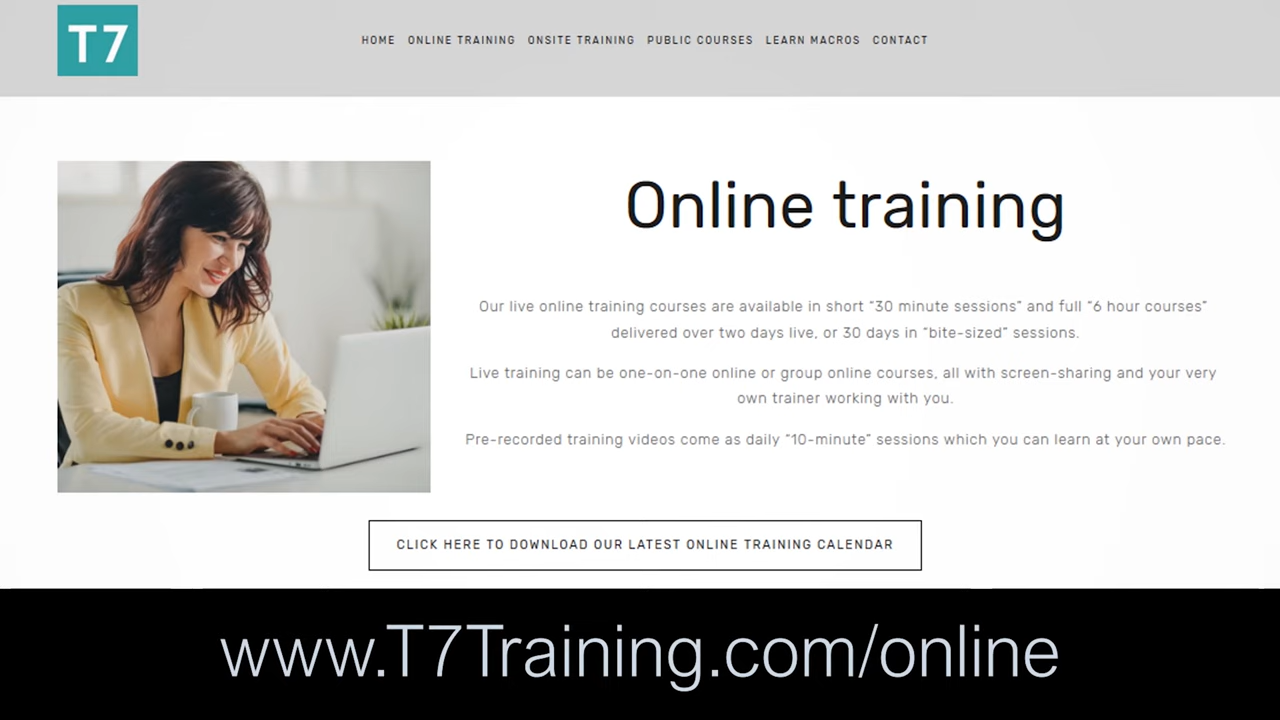 T7
HOME ONLINE TRAINING ONSITE TRAINING PUBLIC COURSES LEARN MACROS CONTACT
Online training
Our live online training courses are available in short “30 minute sessions” and full “6 hour courses”
delivered over two days live, or 30 days in “bite-sized” sessions.
Live training can be one-on-one online or group online courses, all with screen-sharing and your very
own trainer working with you.
Pre-recorded training videos come as daily “10-minute” sessions which you can learn at your own pace.
CLICK HERE TO DOWNLOAD OUR LATEST ONLINE TRAINING CALENDAR
www.T7Training.com/online